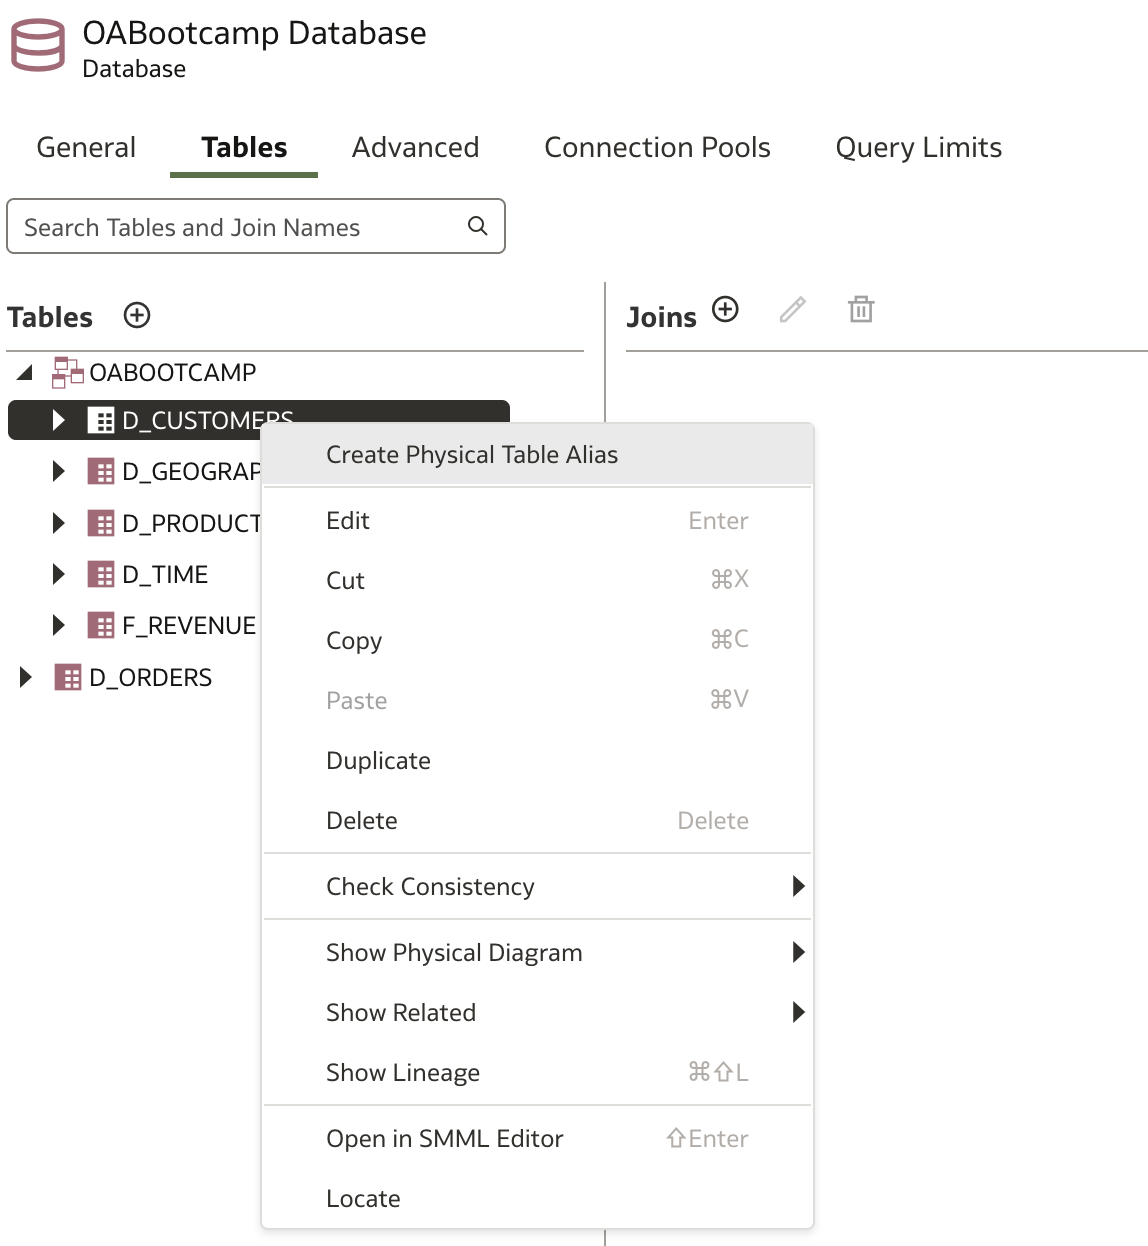 OABootcamp Database
Database
General Tables Advanced Connection Pools Query Limits
Search Tables and Join Names
Tables
Joins
OABOOTCAMP
D_CUSTOMERS
D_GEOGRAP
D_PRODUCT
D_TIME
F_REVENUE
D_ORDERS
Create Physical Table Alias
Edit Enter
Cut ⌘X
Copy ⌘C
Paste ⌘V
Duplicate
Delete Delete
Check Consistency
Show Physical Diagram
Show Related
Show Lineage ⌘⇧L
Open in SMML Editor ⇧Enter
Locate